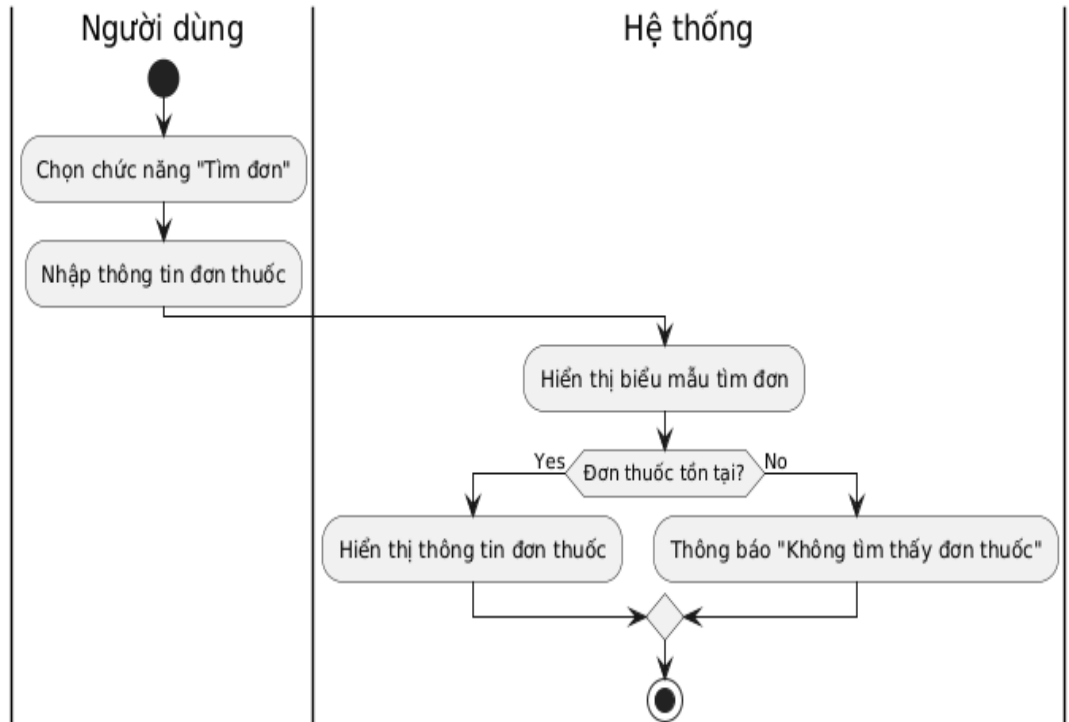 Người dùng
Hệ thống
Chọn chức năng "Tìm đơn"
Nhập thông tin đơn thuốc
Hiển thị biểu mẫu tìm đơn
Yes
Đơn thuốc tồn tại?
No
Hiển thị thông tin đơn thuốc
Thông báo "Không tìm thấy đơn thuốc"